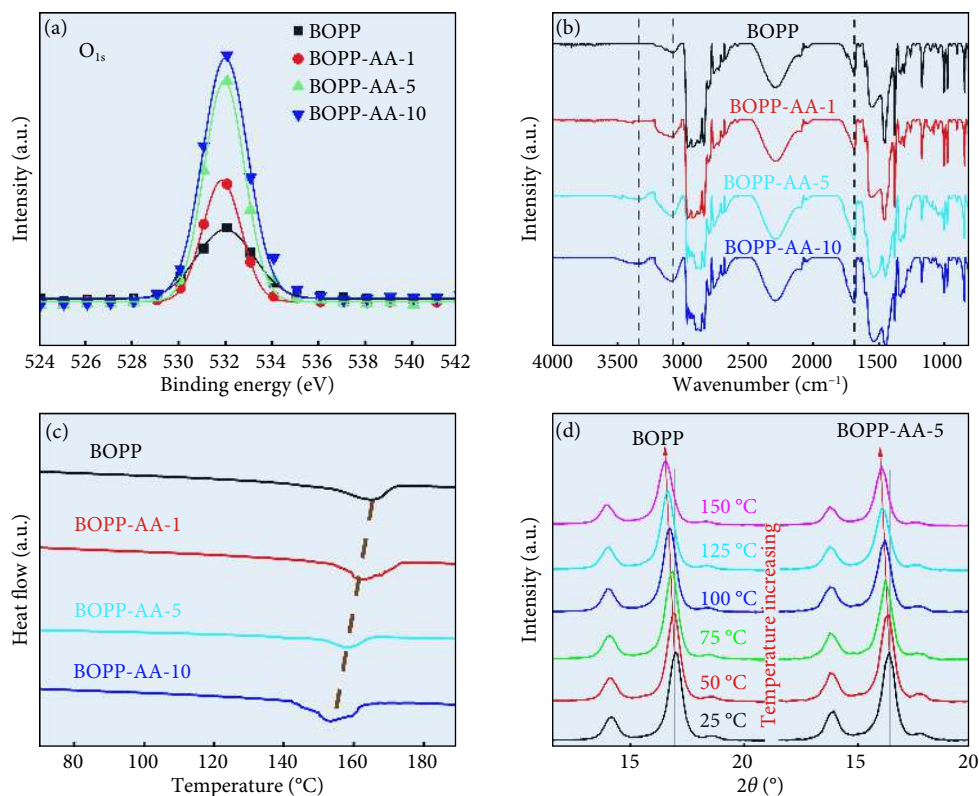 (a)
O1s
BOPP
BOPP-AA-1
BOPP-AA-5
BOPP-AA-10
Intensity (a.u.)
524 526 528 530 532 534 536 538 540 542
Binding energy (eV)
(b)
BOPP
BOPP-AA-1
BOPP-AA-5
BOPP-AA-10
Intensity (a.u.)
4000 3500 3000 2500 2000 1500 1000
Wavenumber (cm⁻¹)
(c)
BOPP
BOPP-AA-1
BOPP-AA-5
BOPP-AA-10
Heat flow (a.u.)
80 100 120 140 160 180
Temperature (°C)
(d)
BOPP
BOPP-AA-5
150 °C
125 °C
100 °C
75 °C
50 °C
25 °C
Temperature increasing
Intensity (a.u.)
15 20 15 20
2θ (°)